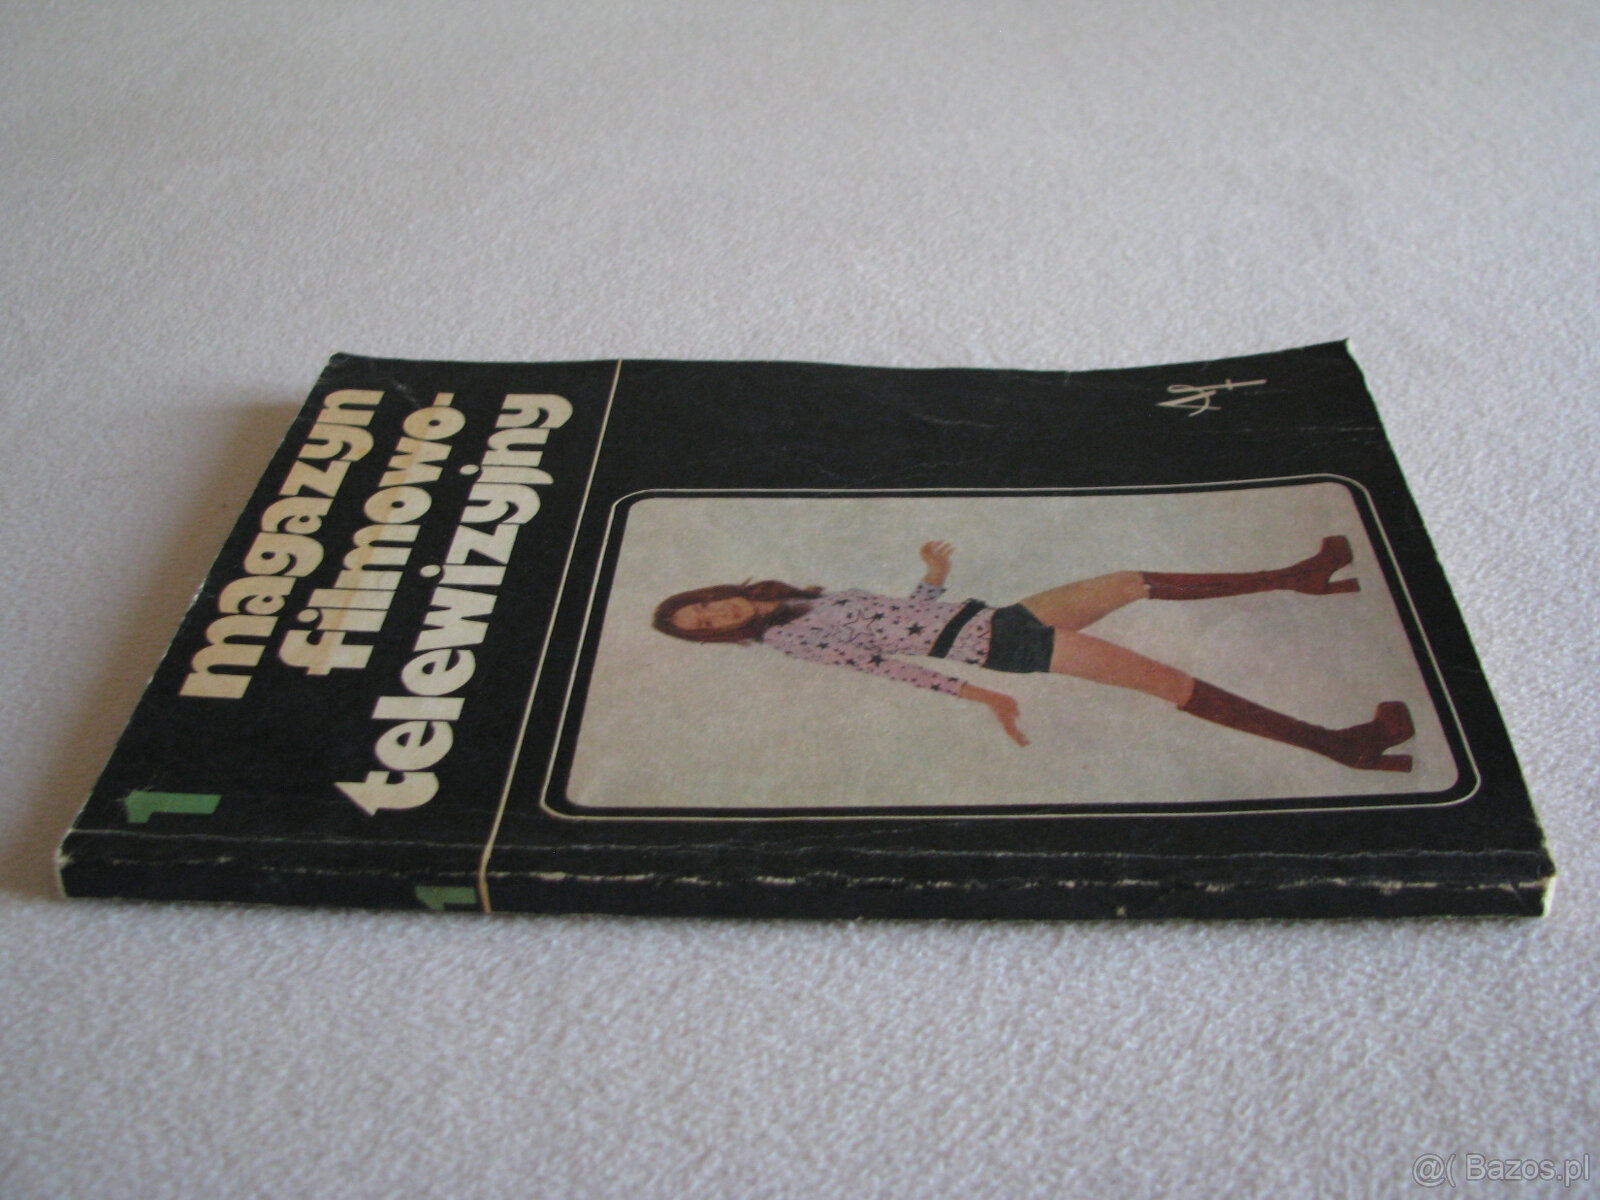 1
magazyn
filmowo-
telewizyjny
1
@( Bazos.pl